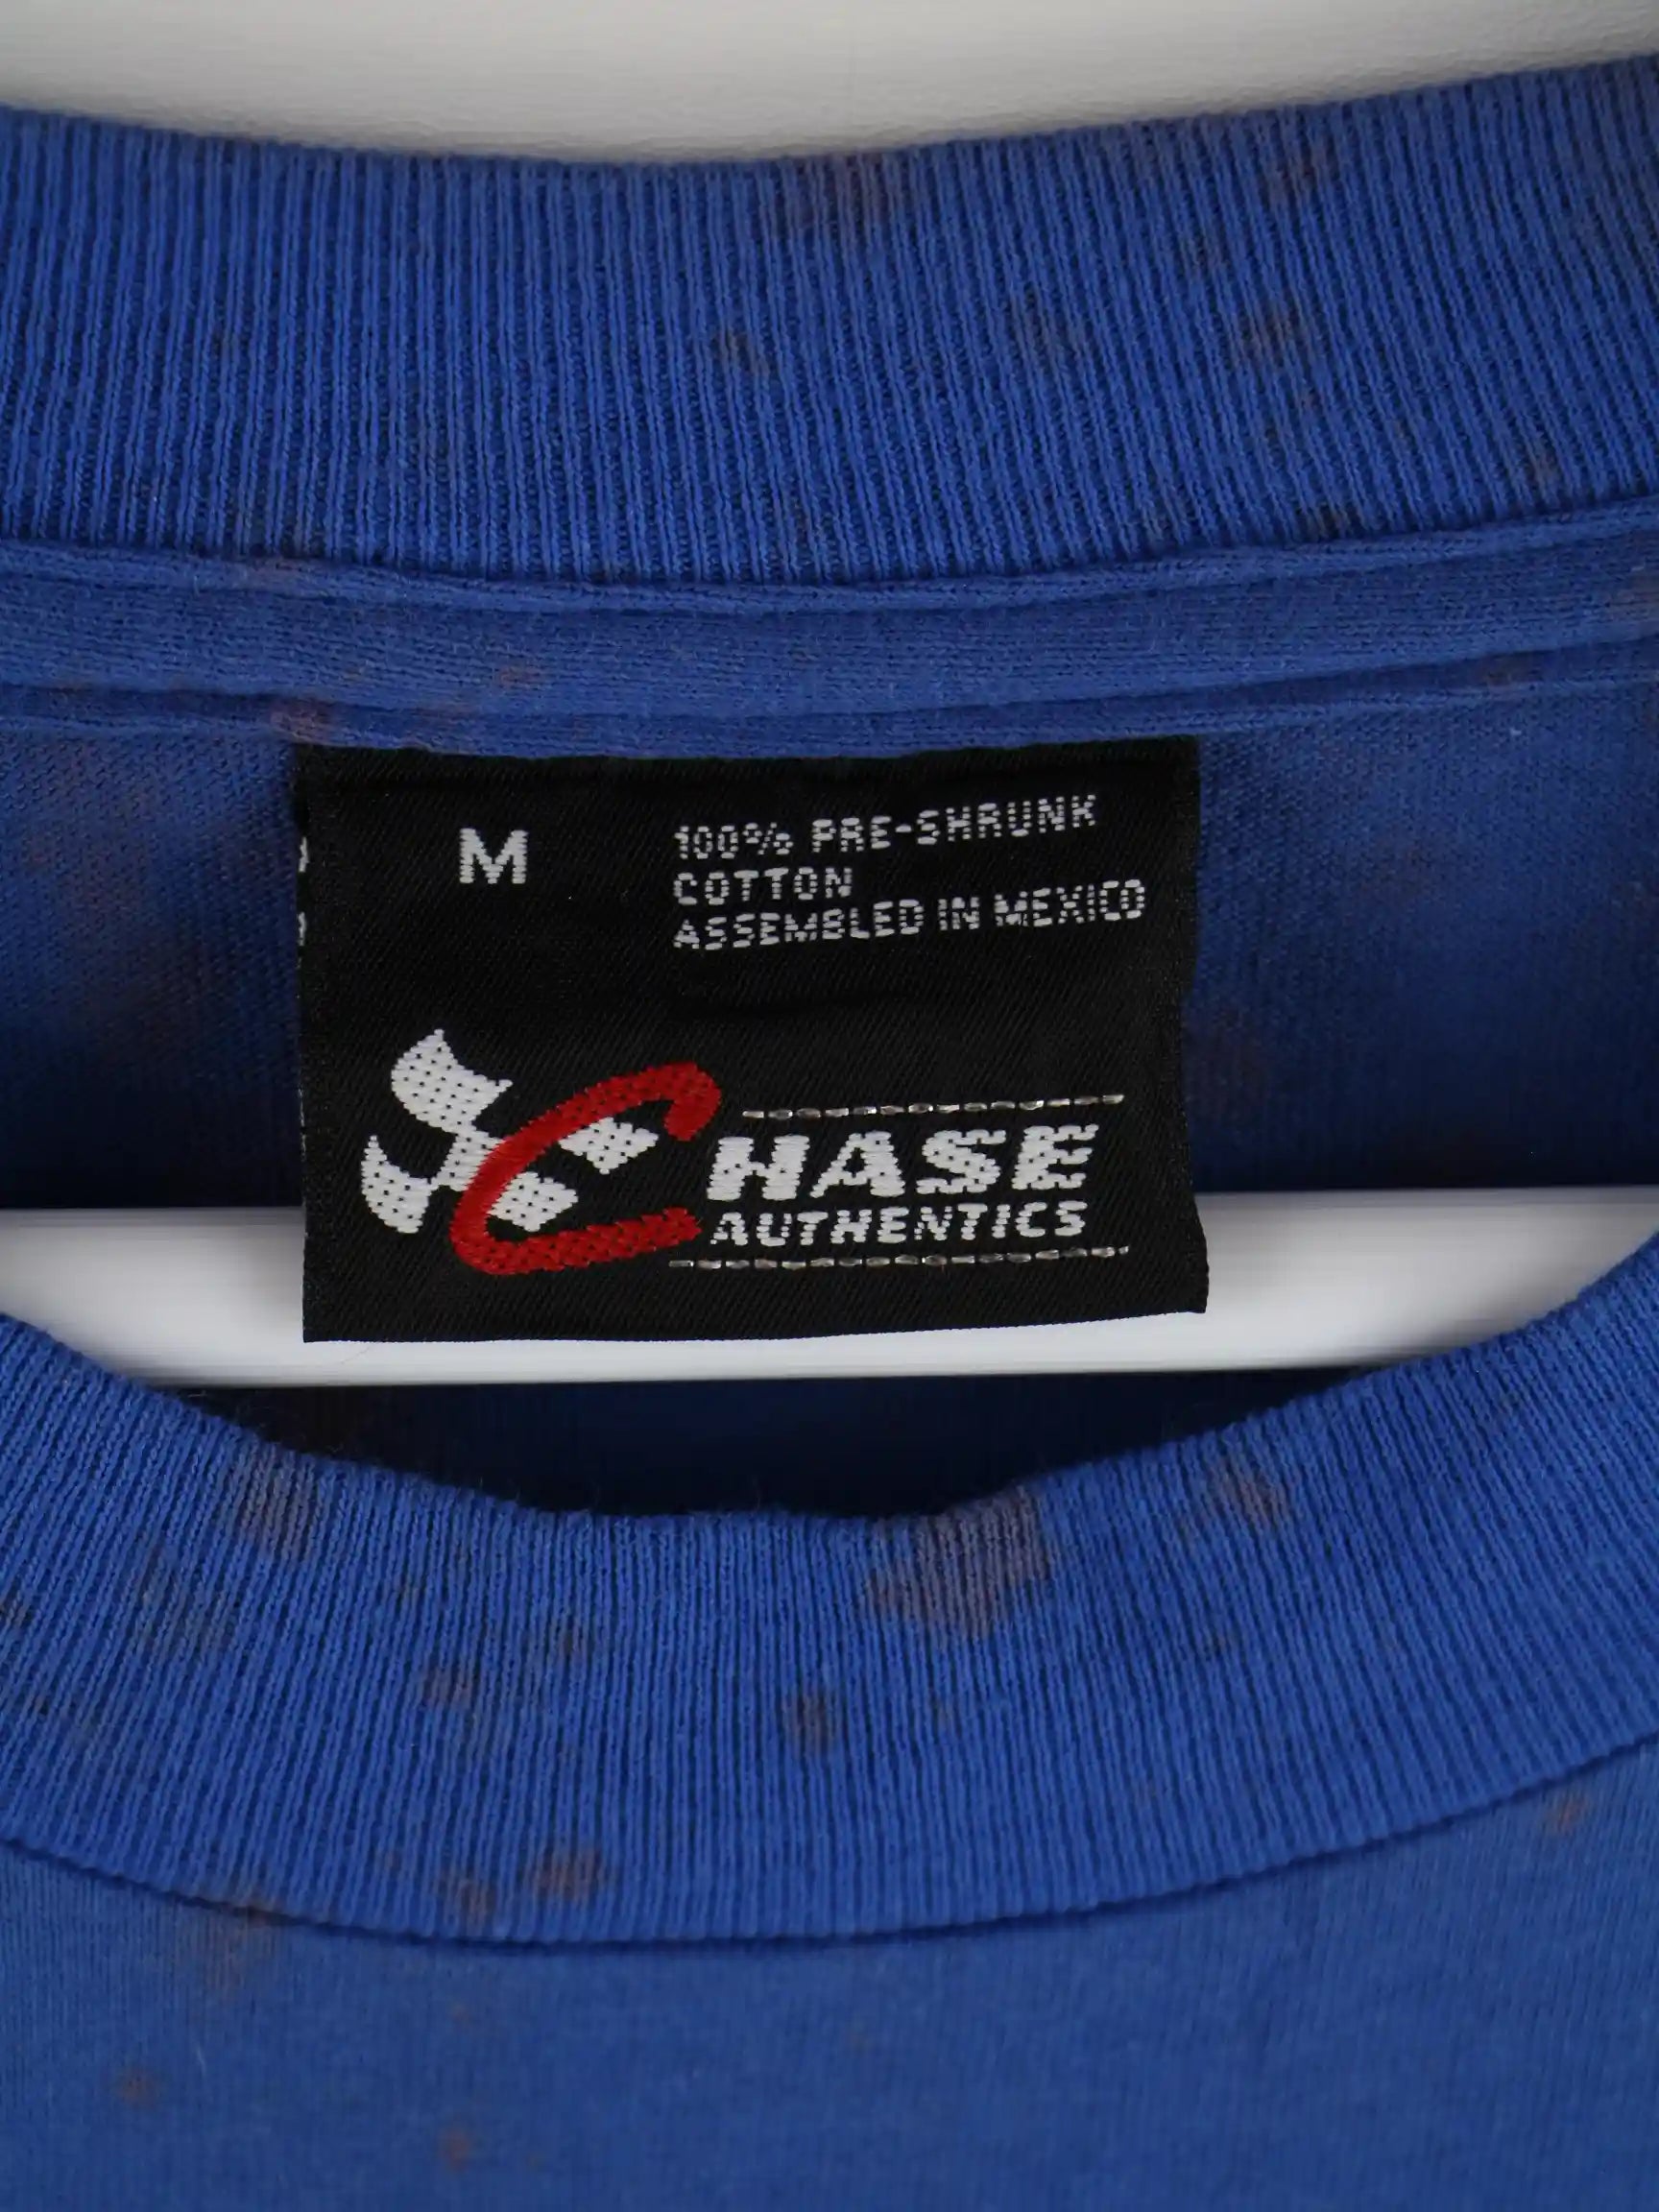 M
100% PRE-SHRUNK
COTTON
ASSEMBLED IN MEXICO
CHASE
AUTHENTICS